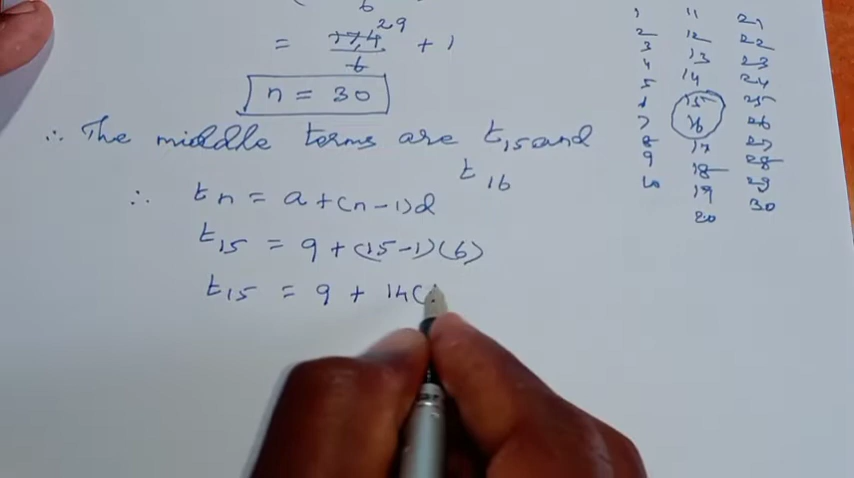 6
= 174 29 / 6 + 1
n = 30
∴ The middle terms are t15 and
t16
∴ tn = a + (n - 1) d
t15 = 9 + (15 - 1) (6)
t15 = 9 + 14 (
1 11 21
2 12 22
3 13 23
4 14 24
5 15 25
6 16 26
7 17 27
8 18 28
9 19 29
10 20 30